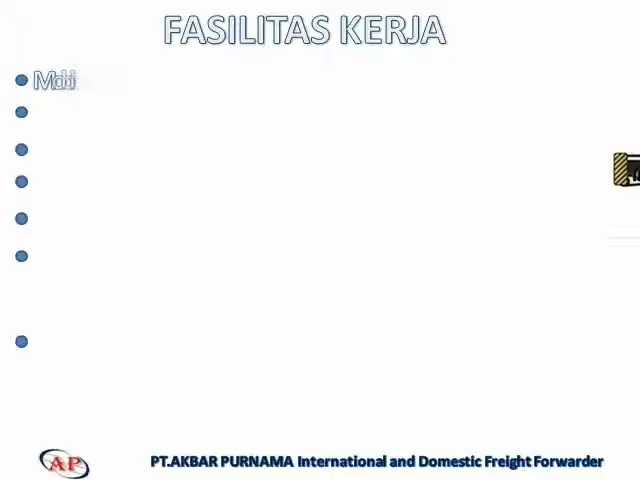 FASILITAS KERJA
AP
PT.AKBAR PURNAMA International and Domestic Freight Forwarder